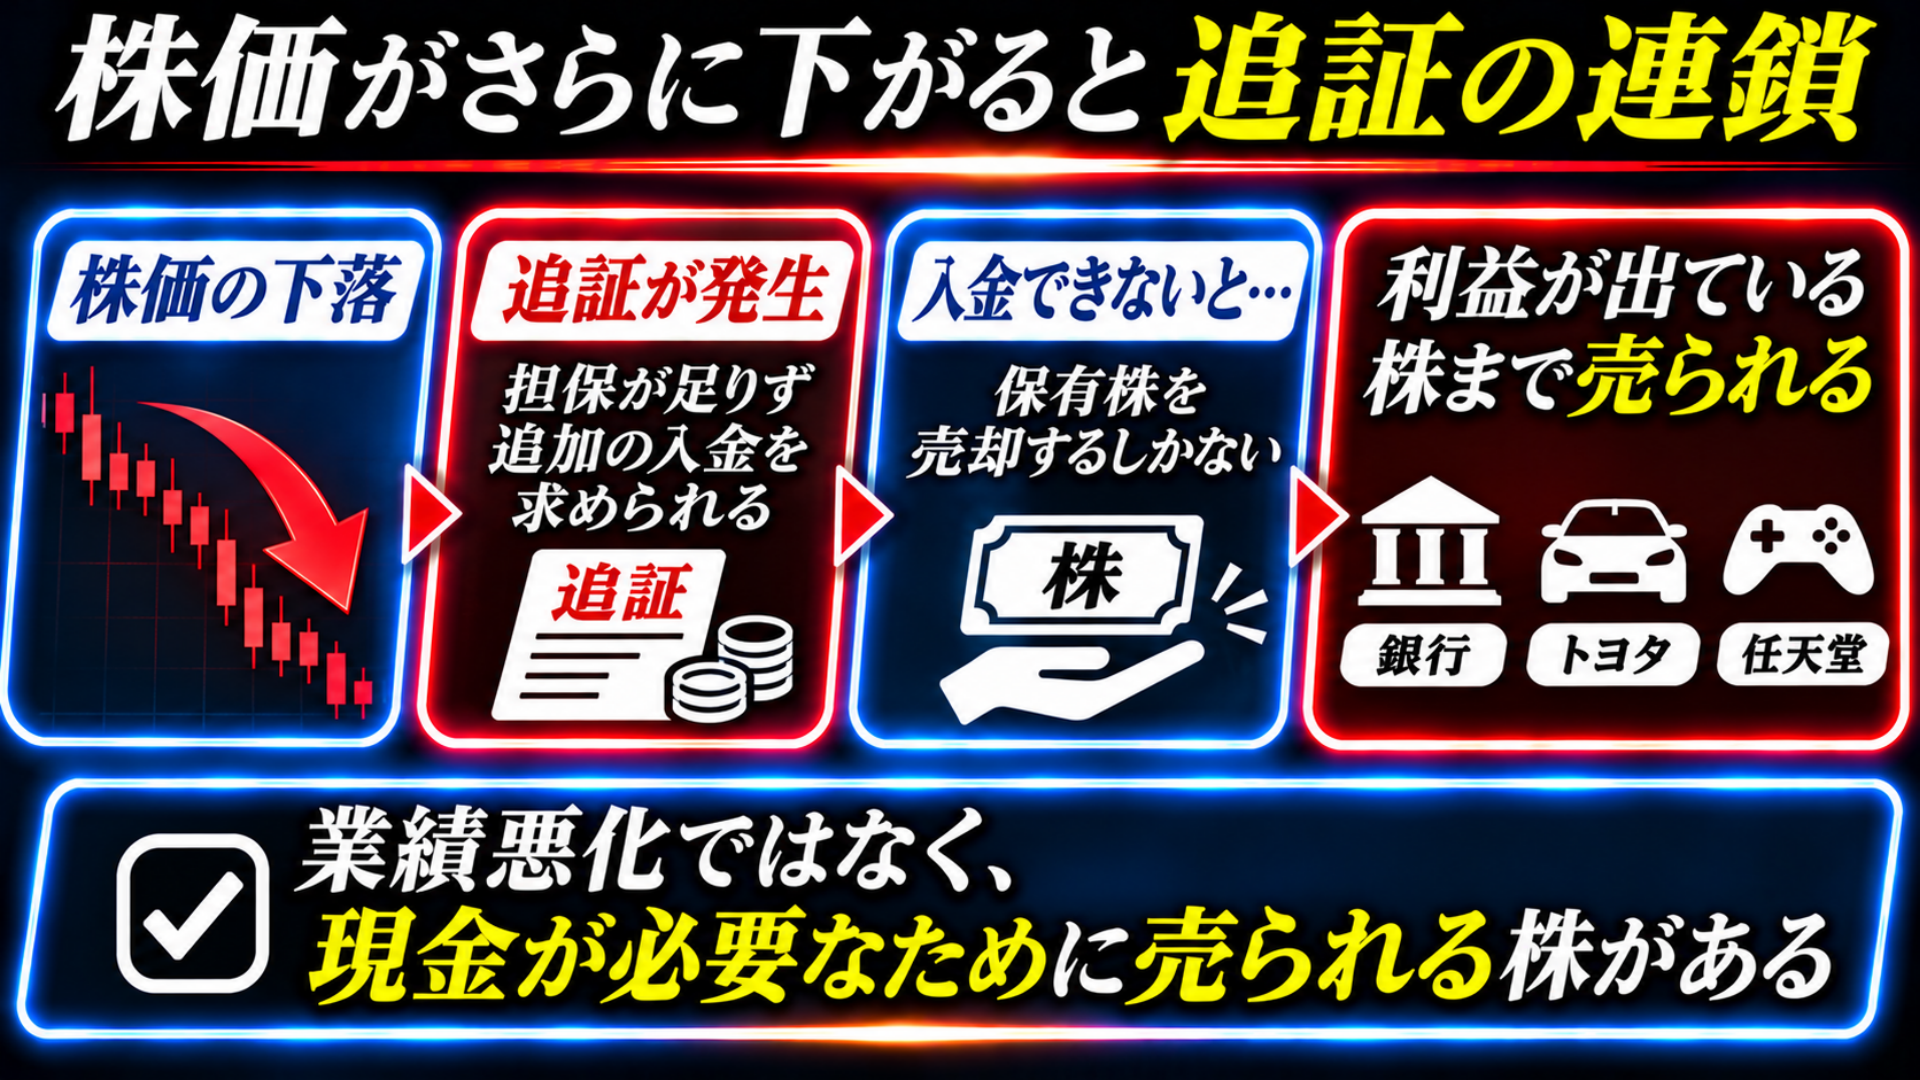 株価がさらに下がると追証の連鎖
株価の下落
追証が発生
担保が足りず
追加の入金を
求められる
追証
入金できないと…
保有株を
売却するしかない
株
利益が出ている
株まで売られる
銀行
トヨタ
任天堂
業績悪化ではなく、
現金が必要なために売られる株がある